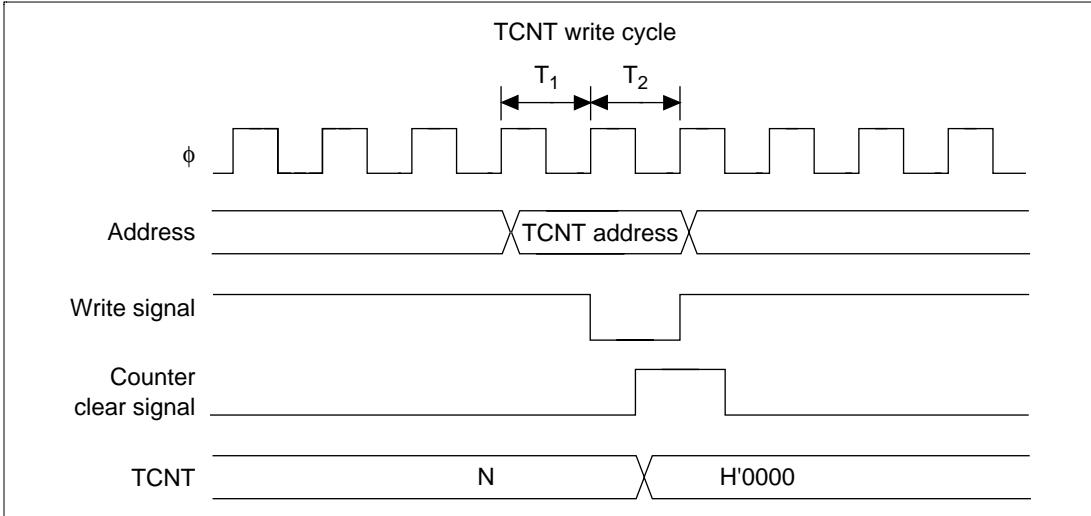 TCNT write cycle
T1 T2
ϕ
Address TCNT address
Write signal
Counter
clear signal
TCNT N H'0000